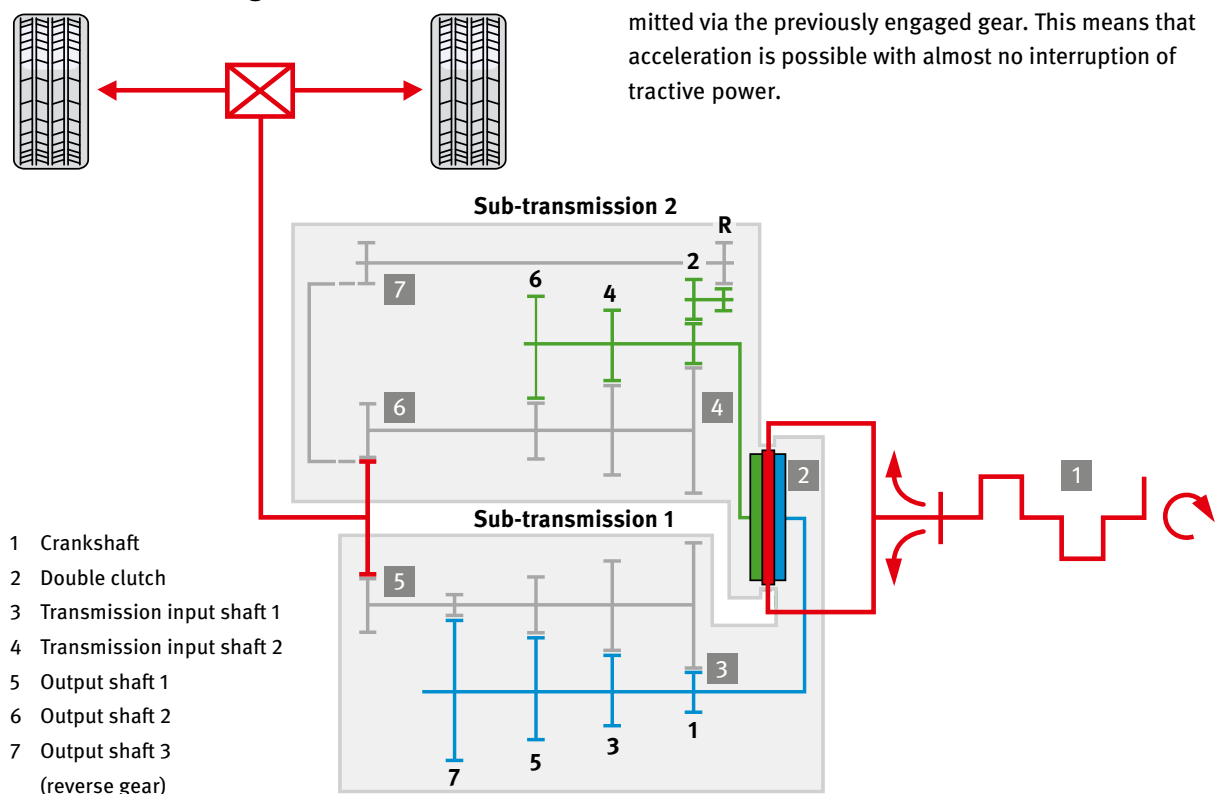 mitted via the previously engaged gear. This means that
acceleration is possible with almost no interruption of
tractive power.
Sub-transmission 2
R
2
6
4
7
6
4
2
1
Sub-transmission 1
5
3
1
3
5
7
1 Crankshaft
2 Double clutch
3 Transmission input shaft 1
4 Transmission input shaft 2
5 Output shaft 1
6 Output shaft 2
7 Output shaft 3
(reverse gear)